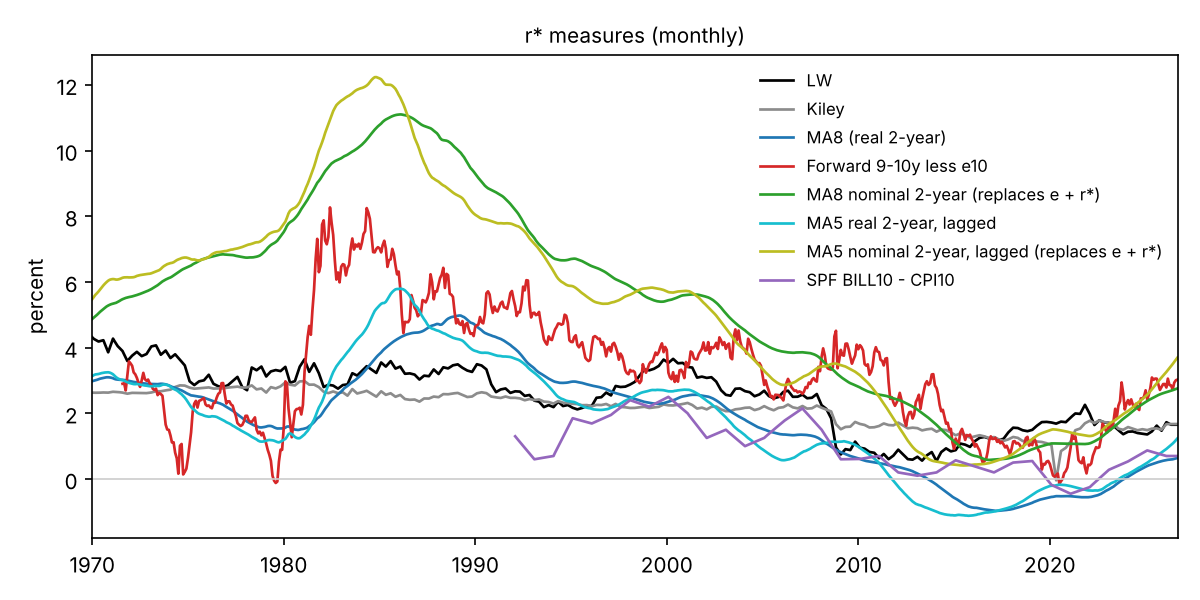 r* measures (monthly)
percent
12
10
8
6
4
2
0
LW
Kiley
MA8 (real 2-year)
Forward 9-10y less e10
MA8 nominal 2-year (replaces e + r*)
MA5 real 2-year, lagged
MA5 nominal 2-year, lagged (replaces e + r*)
SPF BILL10 - CPI10
1970 1980 1990 2000 2010 2020